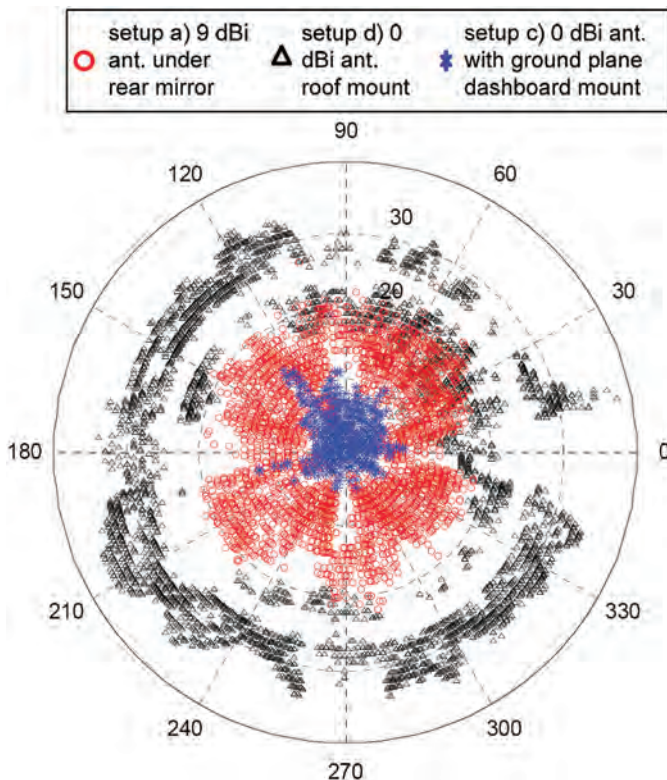 setup a) 9 dBi
ant. under
rear mirror
setup d) 0
dBi ant.
roof mount
setup c) 0 dBi ant.
with ground plane
dashboard mount
90
120
60
30
20
150
30
180
0
210
330
240
300
270